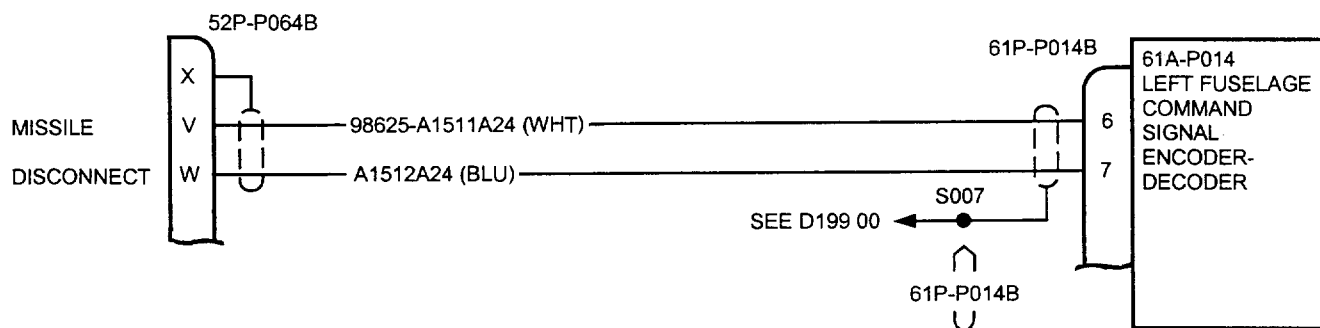 52P-P064B
61P-P014B
61A-P014
LEFT FUSELAGE
COMMAND
SIGNAL
ENCODER-
DECODER
X
MISSILE
V
98625-A1511A24 (WHT)
6
DISCONNECT
W
A1512A24 (BLU)
7
S007
SEE D199 00
61P-P014B